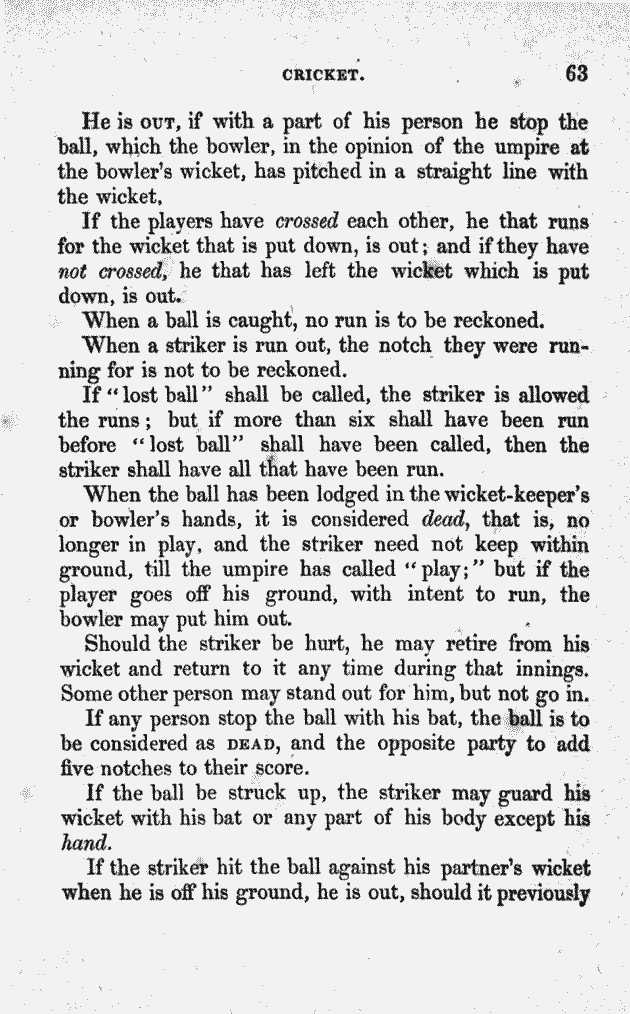 CRICKET. 63
He is OUT, if with a part of his person he stop the
ball, which the bowler, in the opinion of the umpire at
the bowler's wicket, has pitched in a straight line with
the wicket.
If the players have crossed each other, he that runs
for the wicket that is put down, is out; and if they have
not crossed, he that has left the wicket which is put
down, is out.
When a ball is caught, no run is to be reckoned.
When a striker is run out, the notch they were run-
ning for is not to be reckoned.
If "lost ball" shall be called, the striker is allowed
the runs; but if more than six shall have been run
before "lost ball" shall have been called, then the
striker shall have all that have been run.
When the ball has been lodged in the wicket-keeper's
or bowler's hands, it is considered dead, that is, no
longer in play, and the striker need not keep within
ground, till the umpire has called "play;" but if the
player goes off his ground, with intent to run, the
bowler may put him out.
Should the striker be hurt, he may retire from his
wicket and return to it any time during that innings.
Some other person may stand out for him, but not go in.
If any person stop the ball with his bat, the ball is to
be considered as DEAD, and the opposite party to add
five notches to their score.
If the ball be struck up, the striker may guard his
wicket with his bat or any part of his body except his
hand.
If the striker hit the ball against his partner's wicket
when he is off his ground, he is out, should it previously